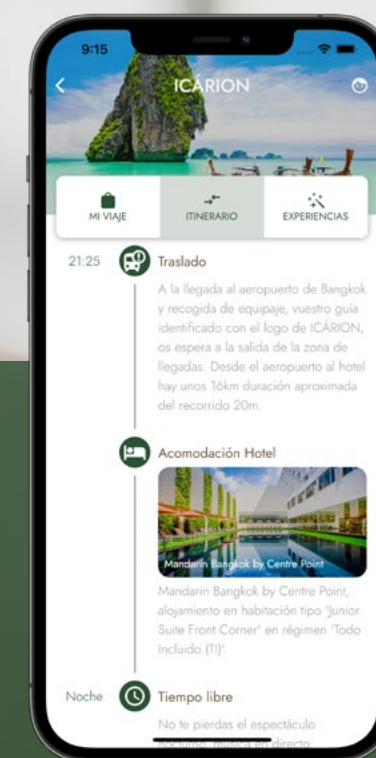 9:15
ICÁRION
MI VIAJE
ITINERARIO
EXPERIENCIAS
21:25
Traslado
A la llegada al aeropuerto de Bangkok
y recogida de equipaje, vuestro guía
identificado con el logo de ICÁRION,
os espera a la salida de la zona de
llegadas. Desde el aeropuerto al hotel
hay unos 16km duración aproximada
del recorrido 20m.
Acomodación Hotel
Mandarin Bangkok by Centre Point
Mandarin Bangkok by Centre Point,
alojamiento en habitación tipo 'Junior
Suite Front Corner' en régimen 'Todo
Incluido (TI)'.
Noche
Tiempo libre
No te pierdas el espectáculo
nocturno, música en directo